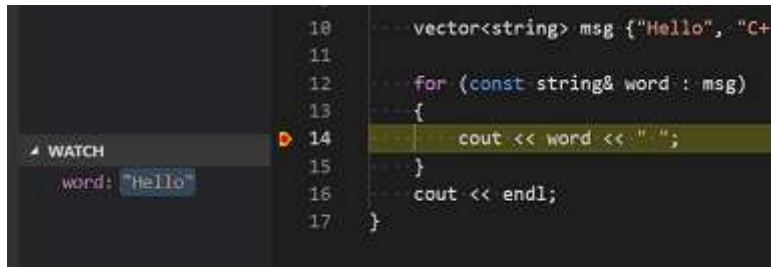 10 vector<string> msg {"Hello", "C+
11
12 for (const string& word : msg)
13 {
WATCH
14 cout << word << " ";
word: "Hello"
15 }
16 cout << endl;
17 }